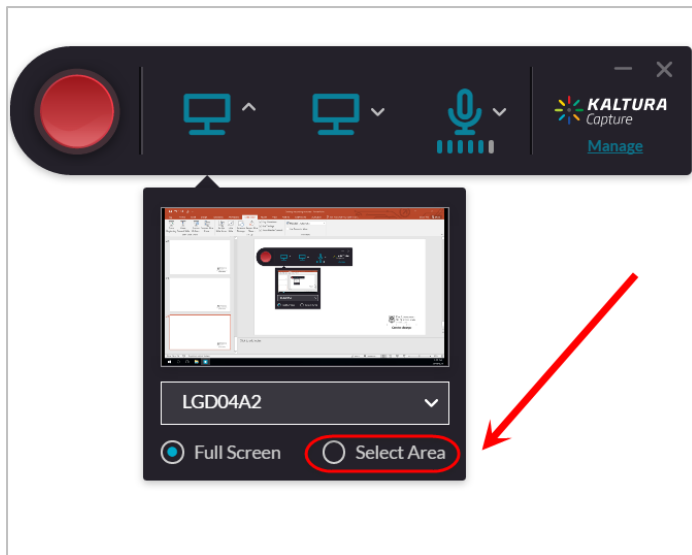 KALTURA
Capture
Manage
LGD04A2
Full Screen
Select Area